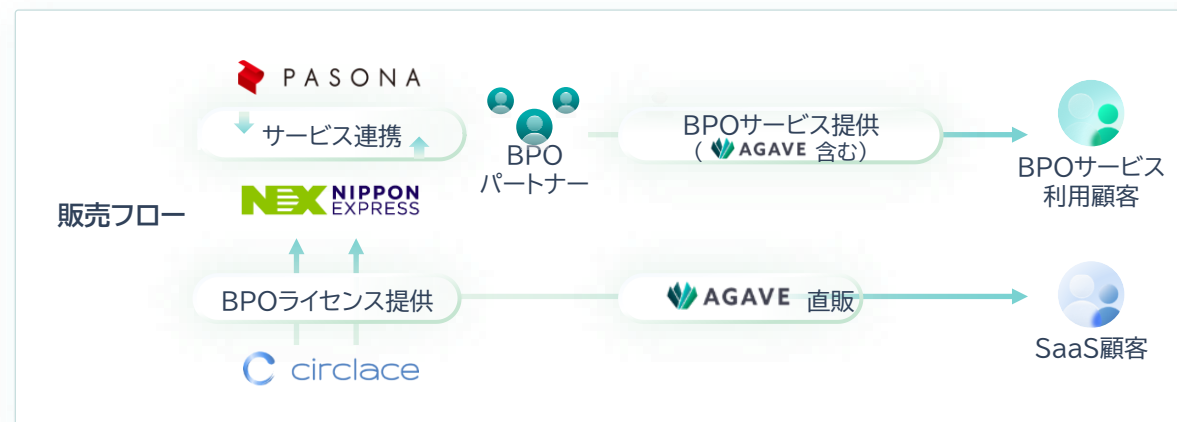 PASONA
サービス連携
BPO
パートナー
BPOサービス提供
( AGAVE 含む)
BPOサービス
利用顧客
NX NIPPON
EXPRESS
販売フロー
BPOライセンス提供
AGAVE 直販
SaaS顧客
circlace